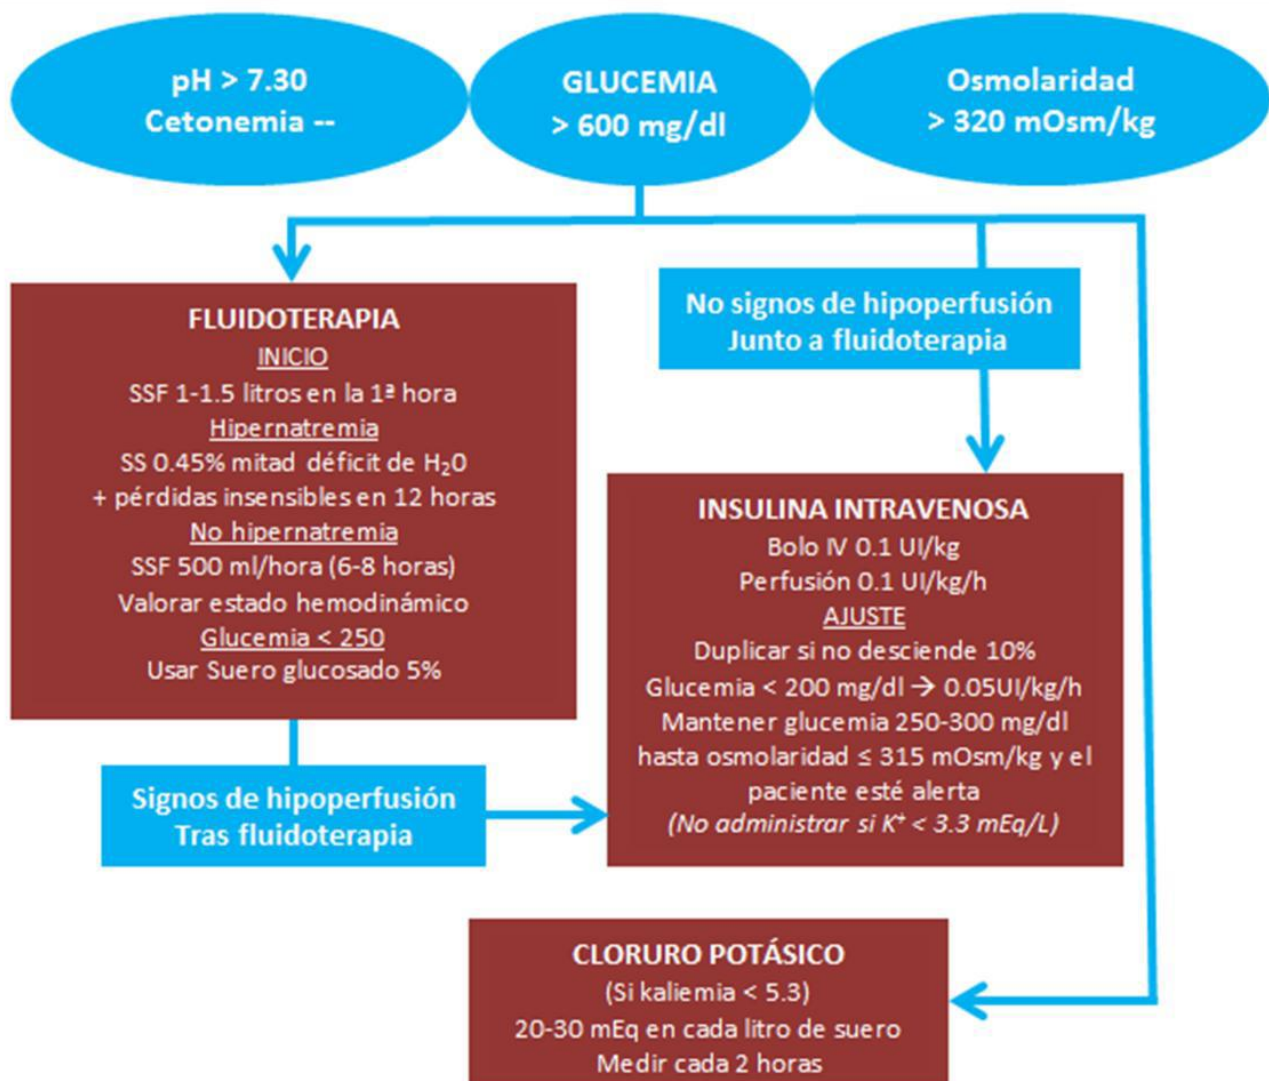 pH > 7.30
Cetonemia --
GLUCEMIA
> 600 mg/dl
Osmolaridad
> 320 mOsm/kg
FLUIDOTERAPIA
INICIO
SSF 1-1.5 litros en la 1ª hora
Hipernatremia
SS 0.45% mitad déficit de H₂0
+ pérdidas insensibles en 12 horas
No hipernatremia
SSF 500 ml/hora (6-8 horas)
Valorar estado hemodinámico
Glucemia < 250
Usar Suero glucosado 5%
No signos de hipoperfusión
Junto a fluidoterapia
INSULINA INTRAVENOSA
Bolo IV 0.1 UI/kg
Perfusión 0.1 UI/kg/h
AJUSTE
Duplicar si no desciende 10%
Glucemia < 200 mg/dl → 0.05UI/kg/h
Mantener glucemia 250-300 mg/dl
hasta osmolaridad ≤ 315 mOsm/kg y el
paciente esté alerta
(No administrar si K⁺ < 3.3 mEq/L)
Signos de hipoperfusión
Tras fluidoterapia
CLORURO POTÁSICO
(Si kaliemia < 5.3)
20-30 mEq en cada litro de suero
Medir cada 2 horas